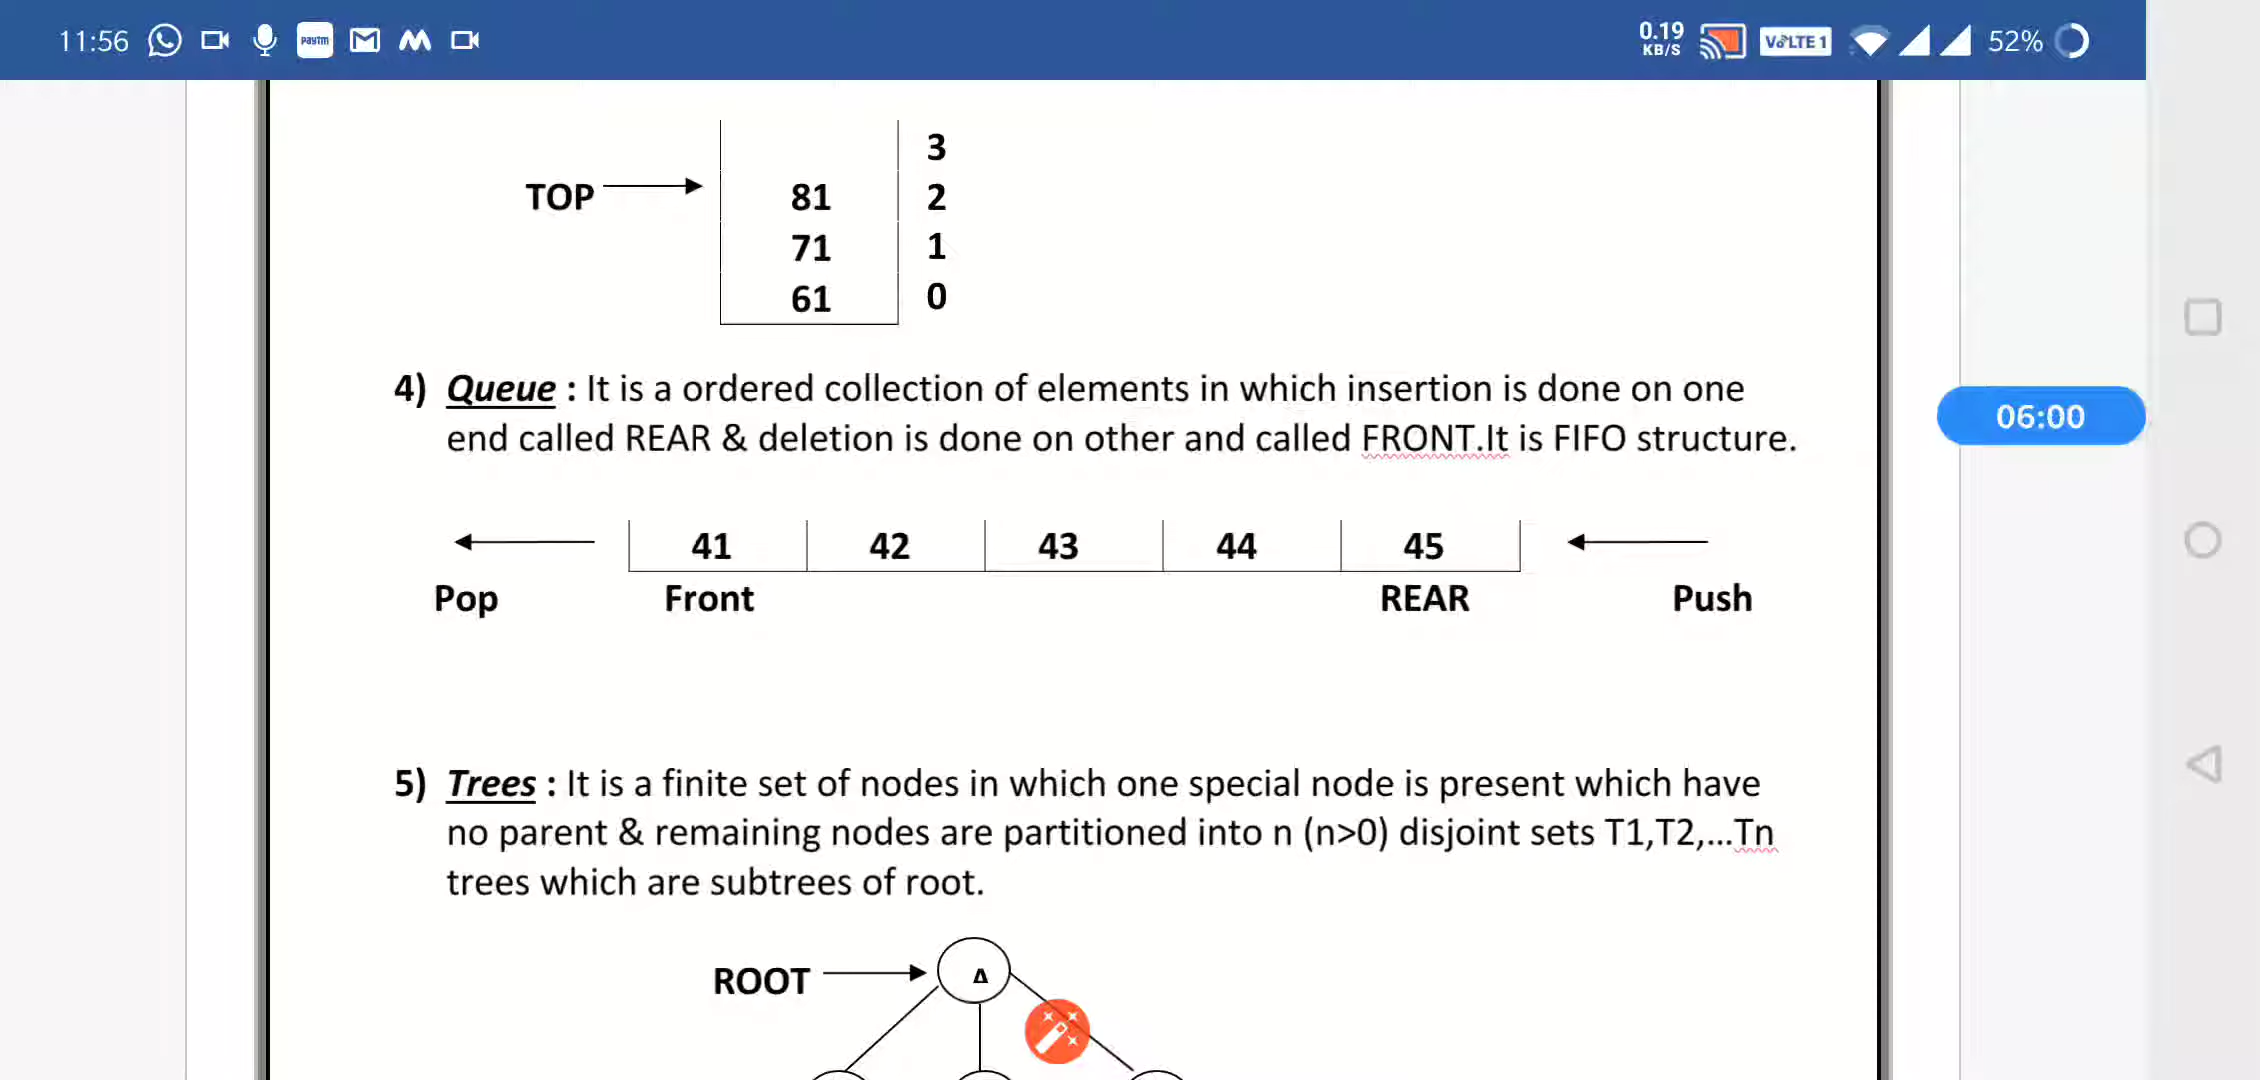 11:56 paytm 0.19 KB/S VoLTE 1 52%
3
TOP 81 2
71 1
61 0
4) Queue : It is a ordered collection of elements in which insertion is done on one
end called REAR & deletion is done on other and called FRONT.It is FIFO structure.
06:00
41 42 43 44 45
Pop Front REAR Push
5) Trees : It is a finite set of nodes in which one special node is present which have
no parent & remaining nodes are partitioned into n (n>0) disjoint sets T1,T2,...Tn
trees which are subtrees of root.
ROOT A